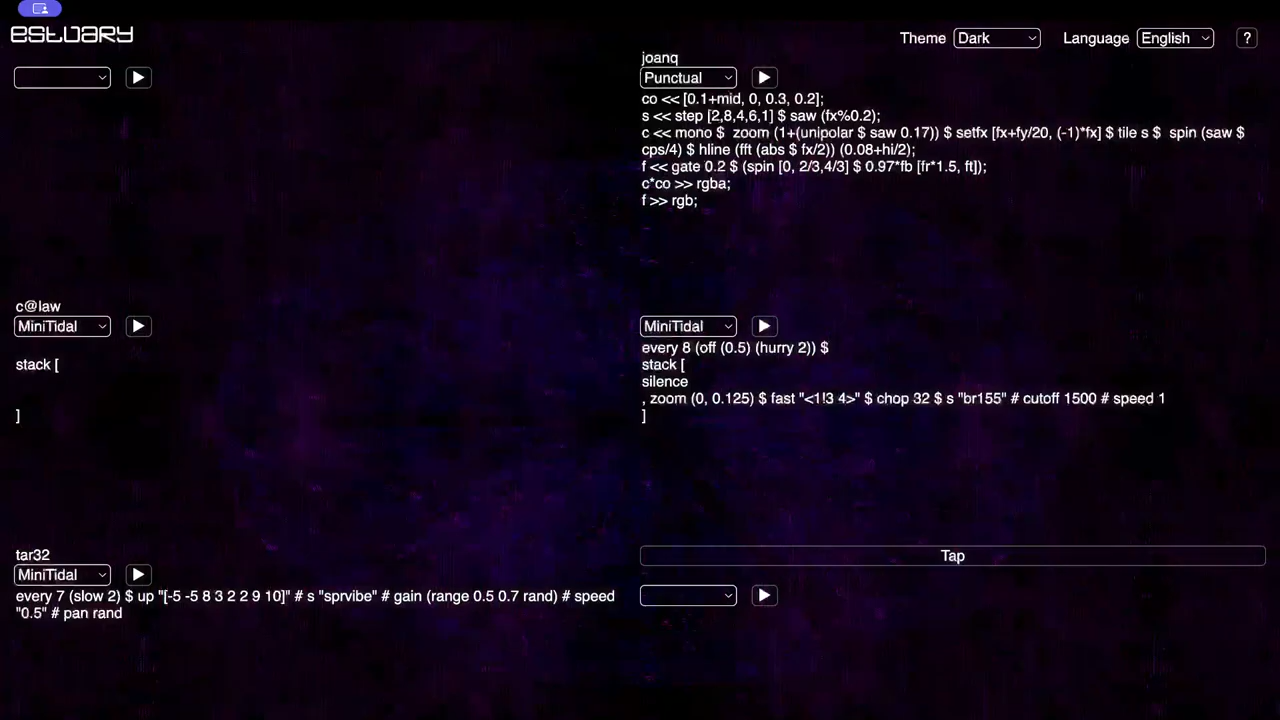 estuary
Theme Dark Language English ?
joanq
Punctual
co << [0.1+mid, 0, 0.3, 0.2];
s << step [2,8,4,6,1] $ saw (fx%0.2);
c << mono $  zoom (1+(unipolar $ saw 0.17)) $ setfx [fx+fy/20, (-1)*fx] $ tile s $  spin (saw $
cps/4) $ hline (fft (abs $ fx/2)) (0.08+hi/2);
f << gate 0.2 $ (spin [0, 2/3,4/3] $ 0.97*fb [fr*1.5, ft]);
c*co >> rgba;
f >> rgb;
c@law
MiniTidal
stack [
]
MiniTidal
every 8 (off (0.5) (hurry 2)) $
stack [
silence
, zoom (0, 0.125) $ fast "<1!3 4>" $ chop 32 $ s "br155" # cutoff 1500 # speed 1
]
tar32
MiniTidal
every 7 (slow 2) $ up "[-5 -5 8 3 2 2 9 10]" # s "sprvibe" # gain (range 0.5 0.7 rand) # speed
"0.5" # pan rand
Tap